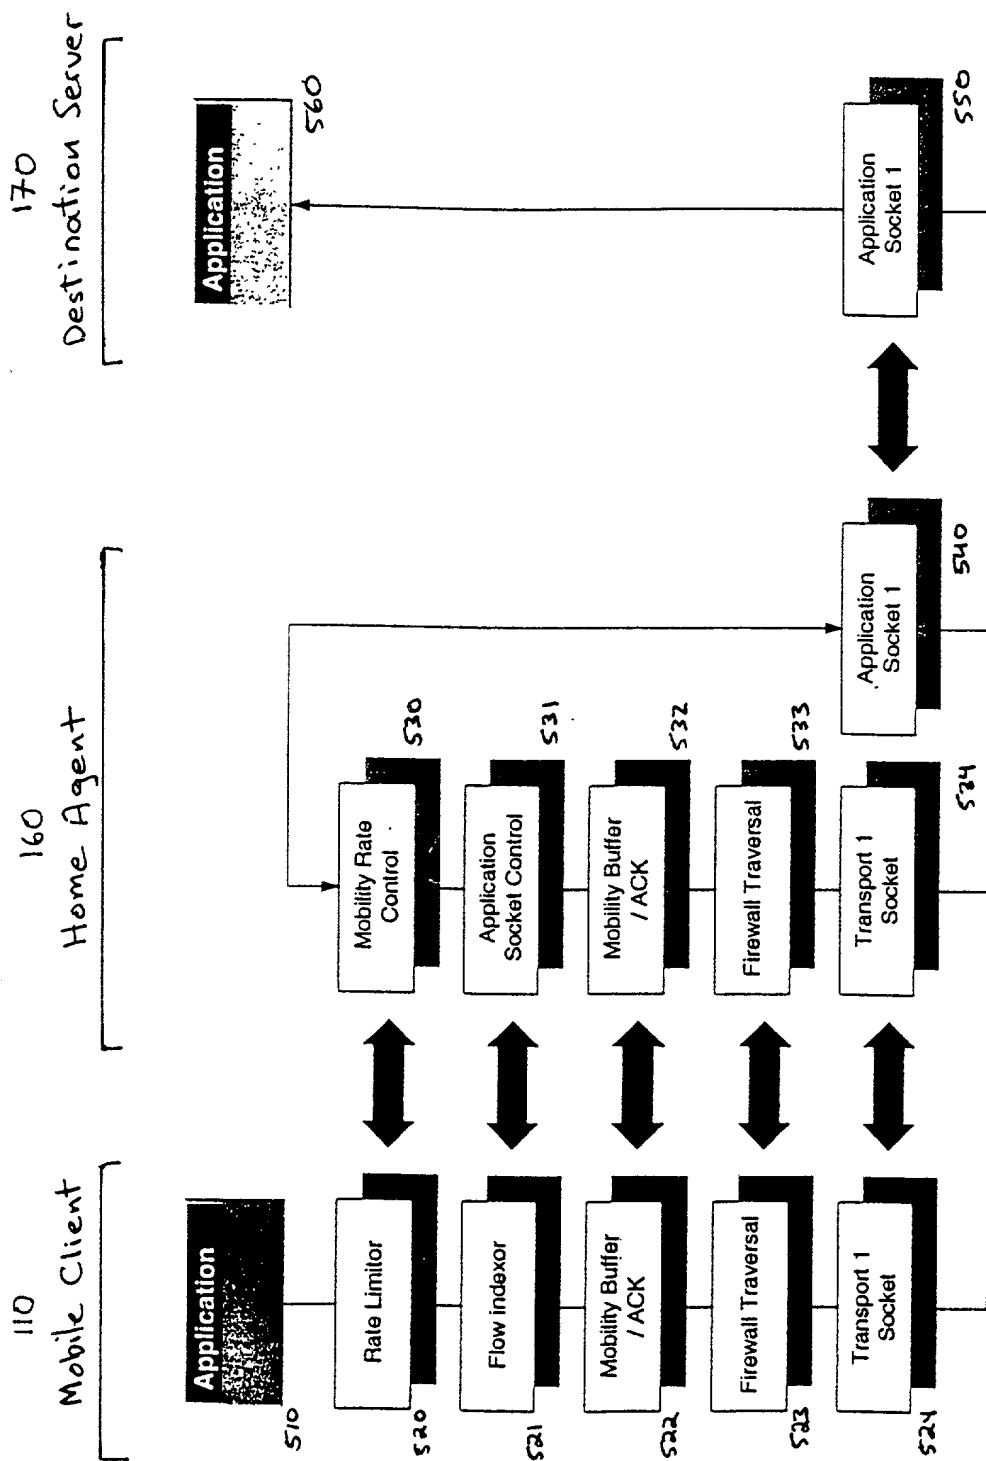 110
Mobile Client
160
Home Agent
170
Destination Server
Application
510
Rate Limitor
520
Flow indexor
521
Mobility Buffer
/ ACK
522
Firewall Traversal
523
Transport 1
Socket
524
Mobility Rate
Control
530
Application
Socket Control
531
Mobility Buffer
/ ACK
532
Firewall Traversal
533
Transport 1
Socket
534
Application
Socket 1
540
Application
560
Application
Socket 1
550